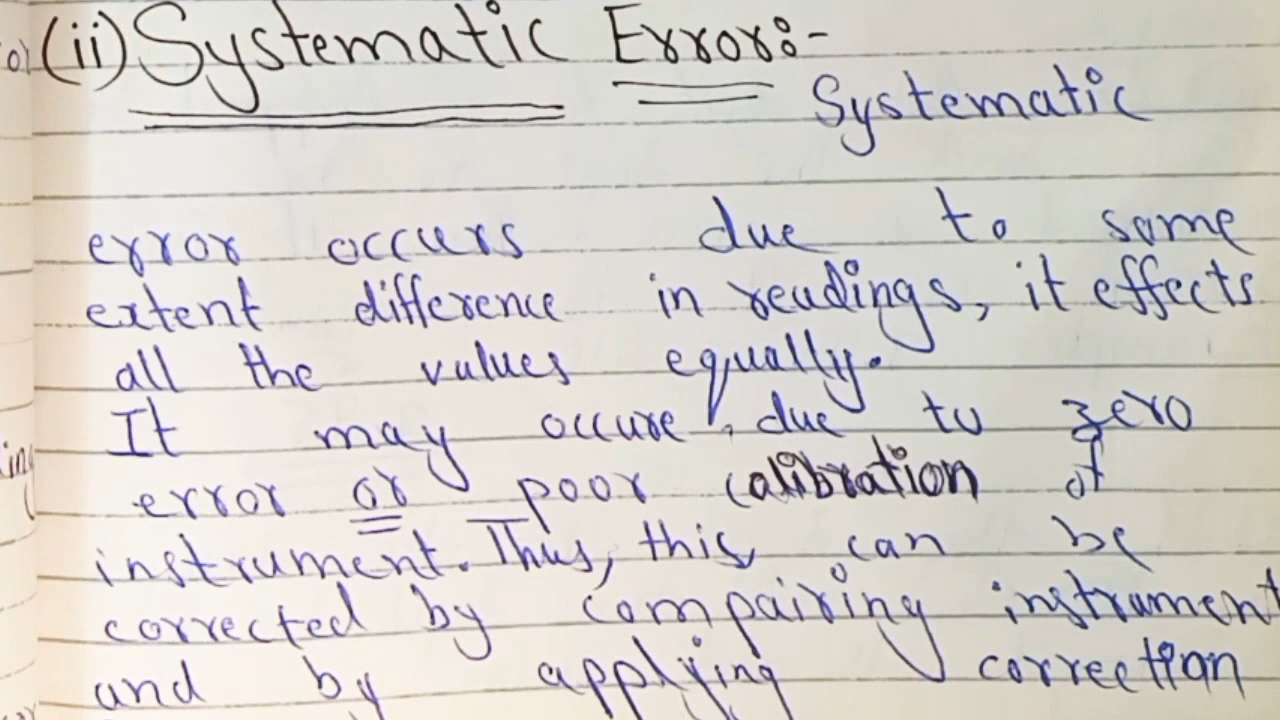 (ii) Systematic Error:-
Systematic
error occurs due to some
extent difference in readings, it effects
all the values equally.
It may occure, due to zero
error or poor calibration of
instrument. Thus, this can be
corrected by compairing instrument
and by applying correction